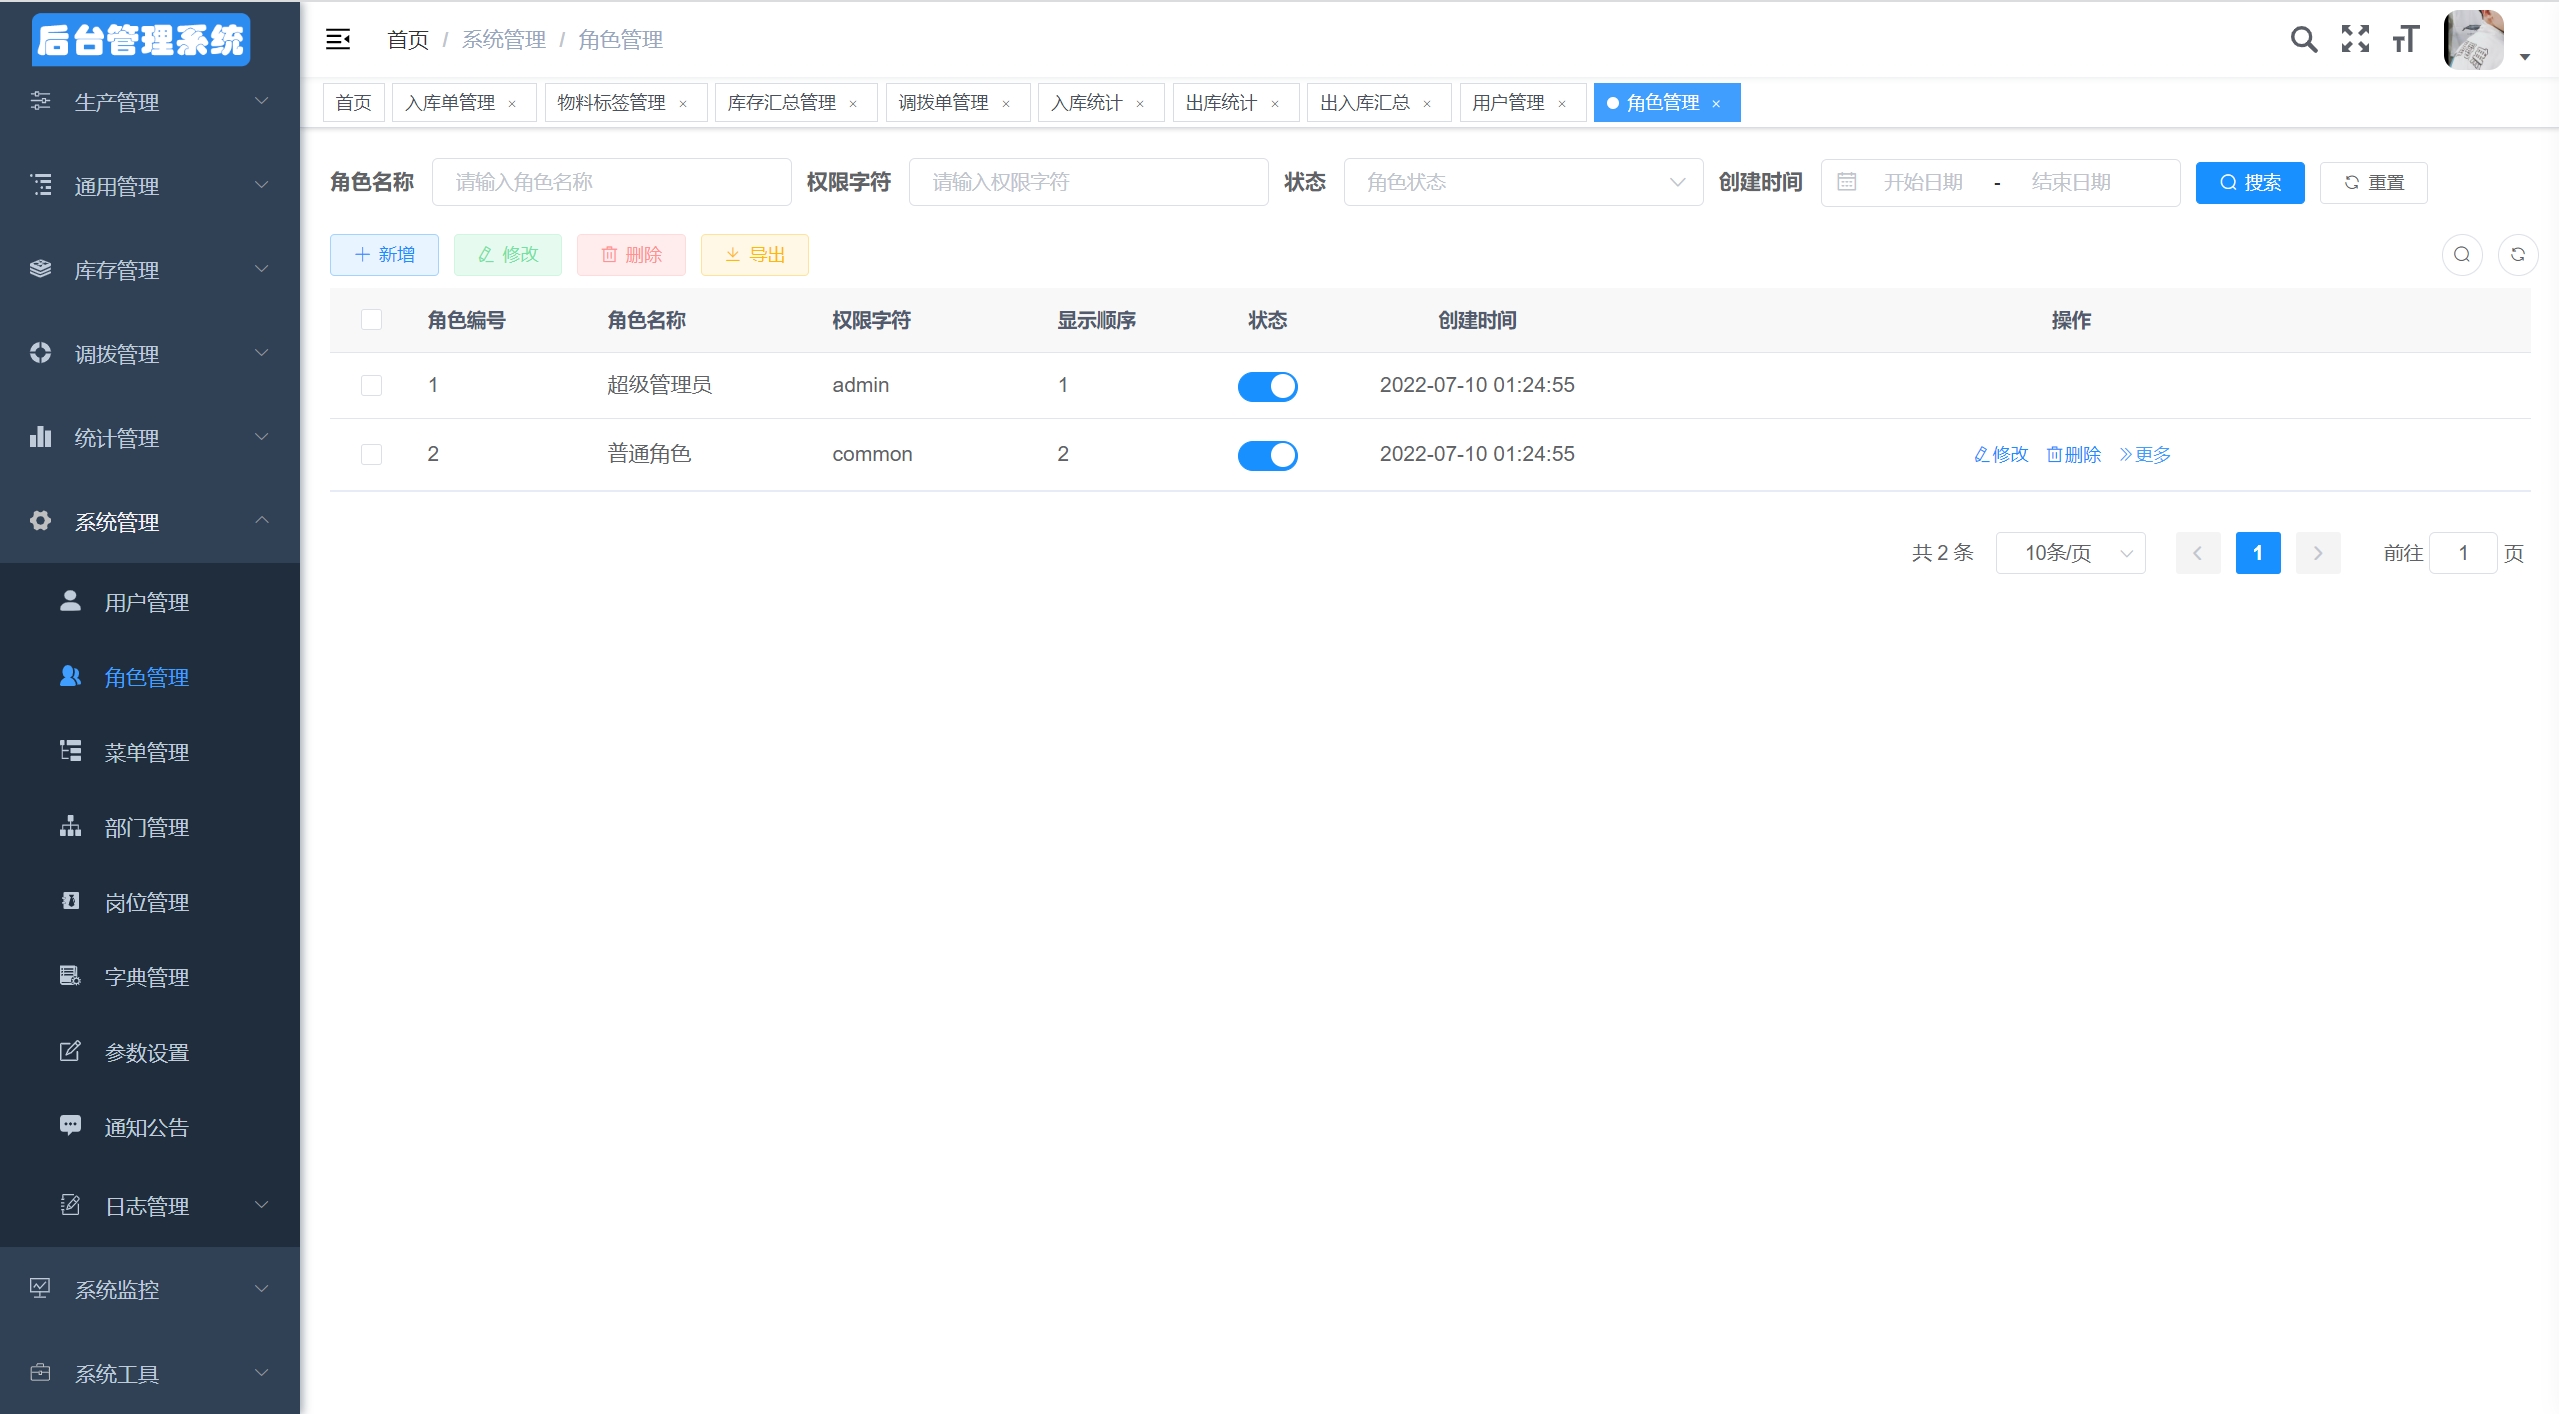 后台管理系统
生产管理
通用管理
库存管理
调拨管理
统计管理
系统管理
用户管理
角色管理
菜单管理
部门管理
岗位管理
字典管理
参数设置
通知公告
日志管理
系统监控
系统工具
首页 / 系统管理 / 角色管理
首页 入库单管理 × 物料标签管理 × 库存汇总管理 × 调拨单管理 × 入库统计 × 出库统计 × 出入库汇总 × 用户管理 × 角色管理 ×
角色名称 请输入角色名称 权限字符 请输入权限字符 状态 角色状态 创建时间 开始日期 - 结束日期 搜索 重置
新增 修改 删除 导出
角色编号 角色名称 权限字符 显示顺序 状态 创建时间 操作
1 超级管理员 admin 1 2022-07-10 01:24:55
2 普通角色 common 2 2022-07-10 01:24:55 修改 删除 更多
共 2 条 10条/页 1 前往 1 页